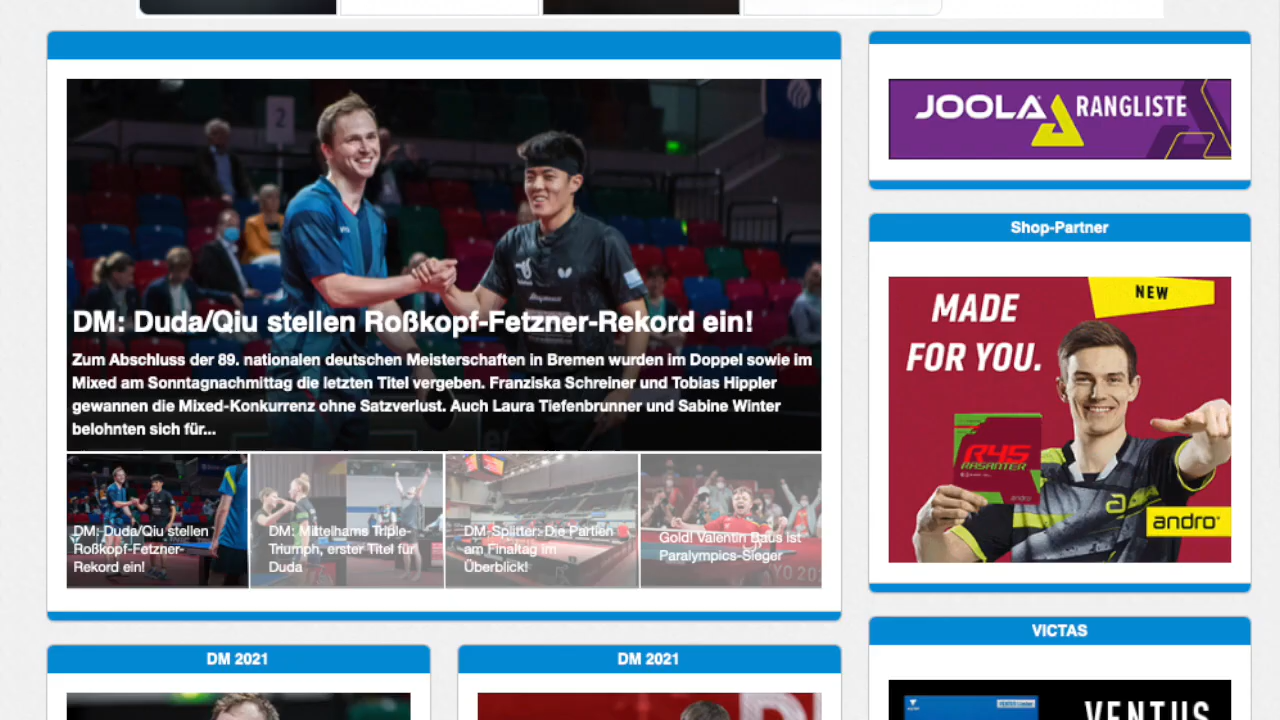 2
DM: Duda/Qiu stellen Roßkopf-Fetzner-Rekord ein!
Zum Abschluss der 89. nationalen deutschen Meisterschaften in Bremen wurden im Doppel sowie im
Mixed am Sonntagnachmittag die letzten Titel vergeben. Franziska Schreiner und Tobias Hippler
gewannen die Mixed-Konkurrenz ohne Satzverlust. Auch Laura Tiefenbrunner und Sabine Winter
belohnten sich für...
DM: Duda/Qiu stellen
Roßkopf-Fetzner-
Rekord ein!
DM: Mittelhams Triple-
Triumph, erster Titel für
Duda
DM-Splitter: Die Partien
am Finaltag im
Überblick!
Gold! Valentin Baus ist
Paralympics-Sieger
DM 2021
DM 2021
JOOLA RANGLISTE
Shop-Partner
NEW
MADE
FOR YOU.
R45
RASANTER
andro
andro
VICTAS
VENTUS